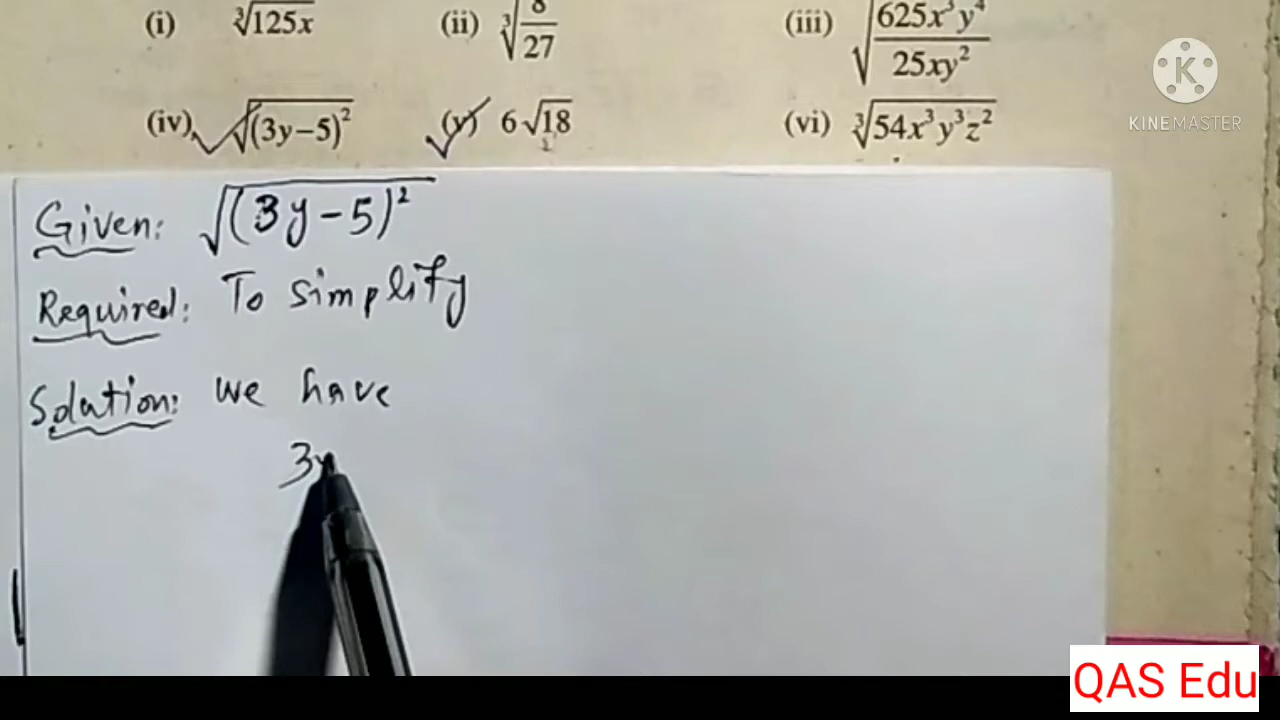 (i) ∛125x (ii) ∛8/27 (iii) √625x³y⁴/25xy²
(iv) √(3y−5)² (v) 6√18 (vi) ∛54x³y³z²
K
KINEMASTER
Given: √(3y−5)²
Required: To simplify
Solution: we have
3y
QAS Edu